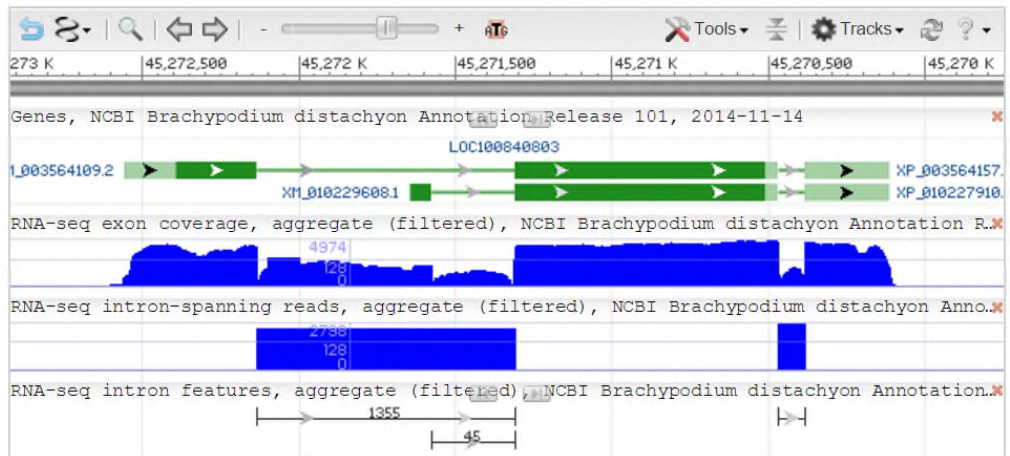 - + ATG Tools Tracks ?
273 K 45,272,500 45,272 K 45,271,500 45,271 K 45,270,500 45,270 K
Genes, NCBI Brachypodium distachyon Annotation Release 101, 2014-11-14
LOC100840803
1_003564109.2 XP_003564157.
XM_010229608.1 XP_010227910.
RNA-seq exon coverage, aggregate (filtered), NCBI Brachypodium distachyon Annotation R…
4974
128
0
RNA-seq intron-spanning reads, aggregate (filtered), NCBI Brachypodium distachyon Anno…
2798
128
0
RNA-seq intron features, aggregate (filtered), NCBI Brachypodium distachyon Annotation…
1355
45